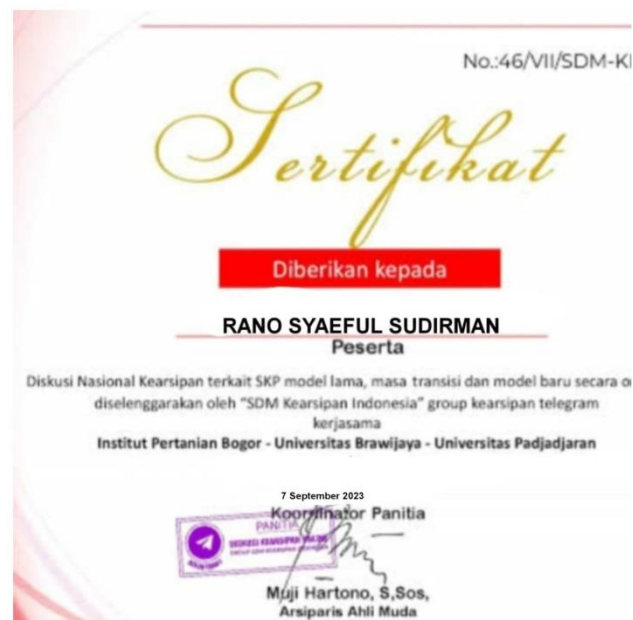 No.:46/VII/SDM-KI
Sertifikat
Diberikan kepada
RANO SYAEFUL SUDIRMAN
Peserta
Diskusi Nasional Kearsipan terkait SKP model lama, masa transisi dan model baru secara
diselenggarakan oleh "SDM Kearsipan Indonesia" group kearsipan telegram
kerjasama
Institut Pertanian Bogor - Universitas Brawijaya - Universitas Padjadjaran
7 September 2023
Koordinator Panitia
PANITIA
Muji Hartono, S,Sos,
Arsiparis Ahli Muda